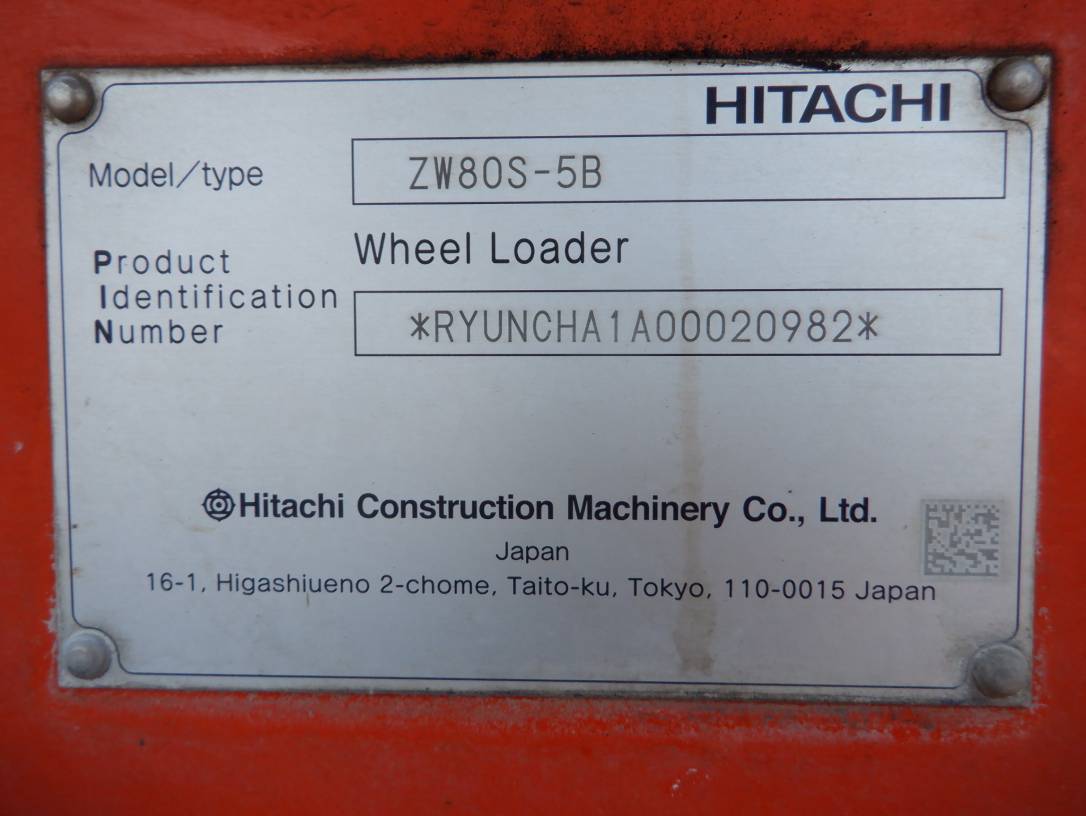 HITACHI
Model/type ZW80S-5B
Wheel Loader
Product
Identification
Number
*RYUNCHA1A00020982*
Hitachi Construction Machinery Co., Ltd.
Japan
16-1, Higashiueno 2-chome, Taito-ku, Tokyo, 110-0015 Japan